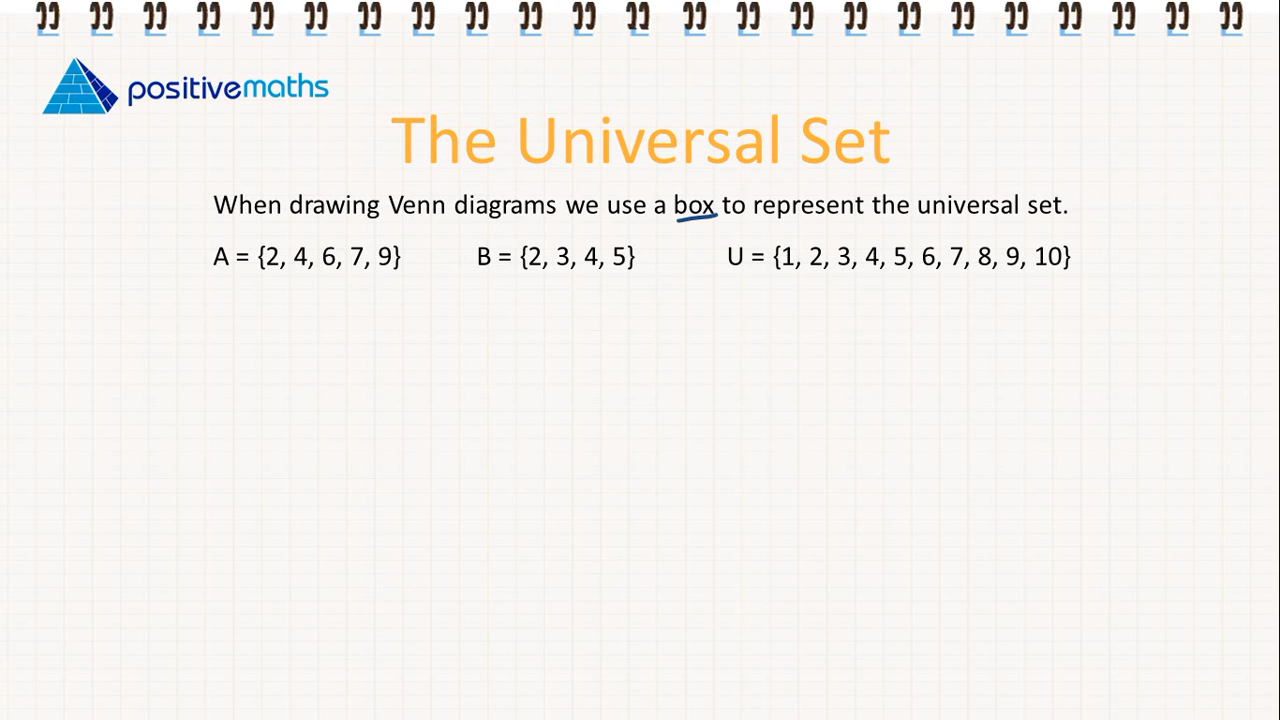 positivemaths
The Universal Set
When drawing Venn diagrams we use a box to represent the universal set.
A = {2, 4, 6, 7, 9} B = {2, 3, 4, 5} U = {1, 2, 3, 4, 5, 6, 7, 8, 9, 10}